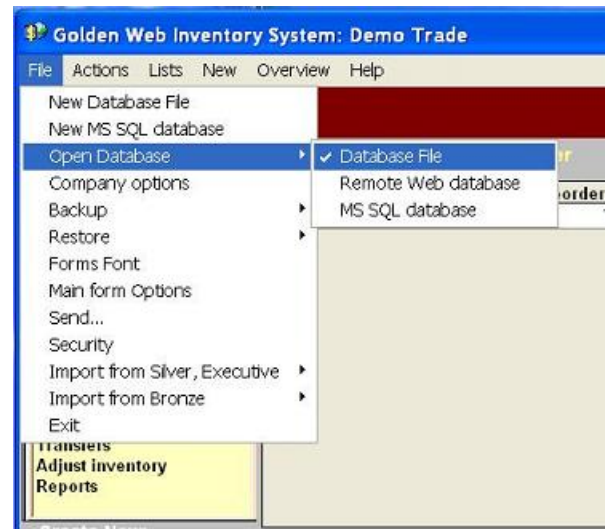 Golden Web Inventory System: Demo Trade
File Actions Lists New Overview Help
New Database File
New MS SQL database
Open Database
Database File
Company options
Remote Web database
order
Backup
MS SQL database
Restore
Forms Font
Main form Options
Send...
Security
Import from Silver, Executive
Import from Bronze
Exit
Transfers
Adjust inventory
Reports